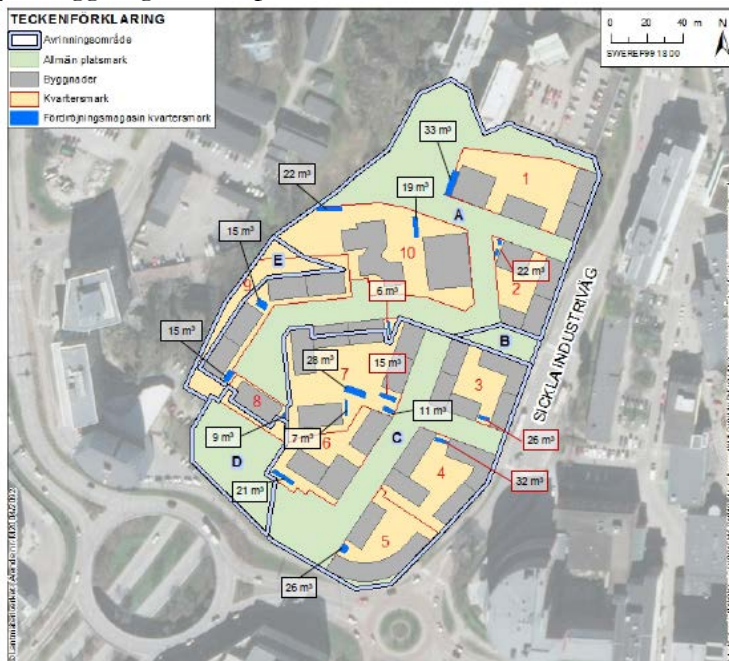 TECKENFÖRKLARING
Avrinningsområde
Allmän platsmark
Byggnader
Kvartersmark
Fördröjningsmagasin kvartersmark
0 20 40 m
SWEREF99 18 00
N
33 m³
1
22 m³
19 m³
A
10
15 m³
E
9
22 m³
2
6 m³
SICKLA INDUSTRIVÄG
B
15 m³
28 m³
7
15 m³
3
8
11 m³
9 m³
7 m³
6
C
26 m³
D
4
32 m³
21 m³
5
26 m³